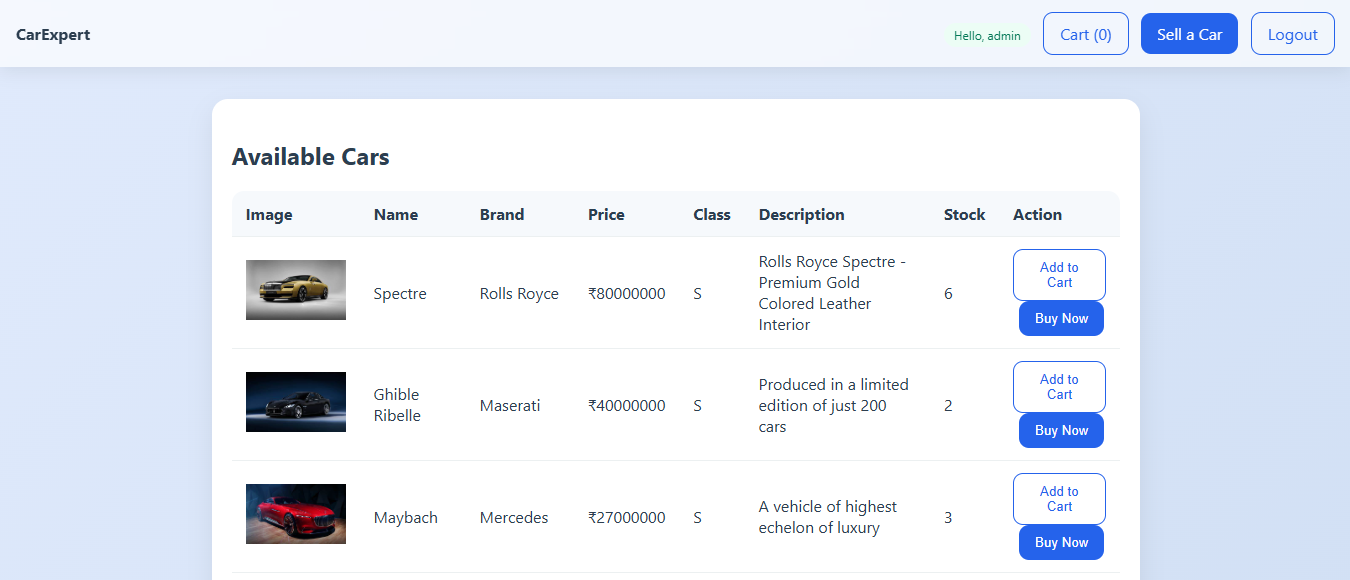 CarExpert
Hello, admin
Cart (0)
Sell a Car
Logout
Available Cars
Image Name Brand Price Class Description Stock Action
Spectre
Rolls Royce
₹80000000
S
Rolls Royce Spectre -
Premium Gold
Colored Leather
Interior
6
Add to
Cart
Buy Now
Ghible
Ribelle
Maserati
₹40000000
S
Produced in a limited
edition of just 200
cars
2
Add to
Cart
Buy Now
Maybach
Mercedes
₹27000000
S
A vehicle of highest
echelon of luxury
3
Add to
Cart
Buy Now